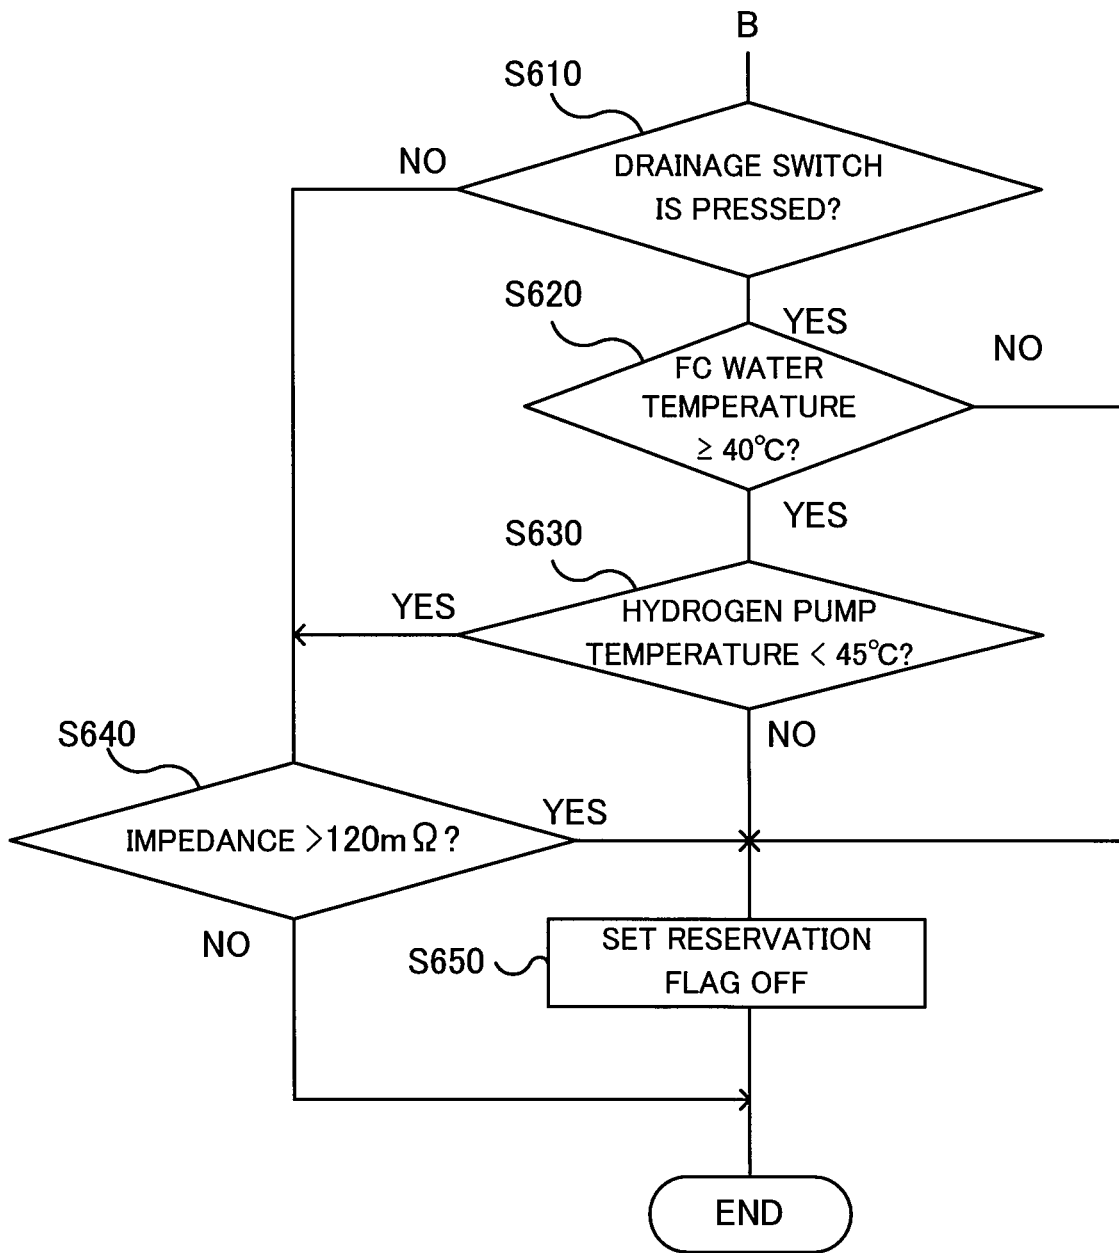 B
S610
NO
DRAINAGE SWITCH
IS PRESSED?
S620
YES
NO
FC WATER
TEMPERATURE
≥ 40℃?
YES
S630
YES
HYDROGEN PUMP
TEMPERATURE < 45℃?
NO
S640
YES
IMPEDANCE >120mΩ?
NO
S650
SET RESERVATION
FLAG OFF
END